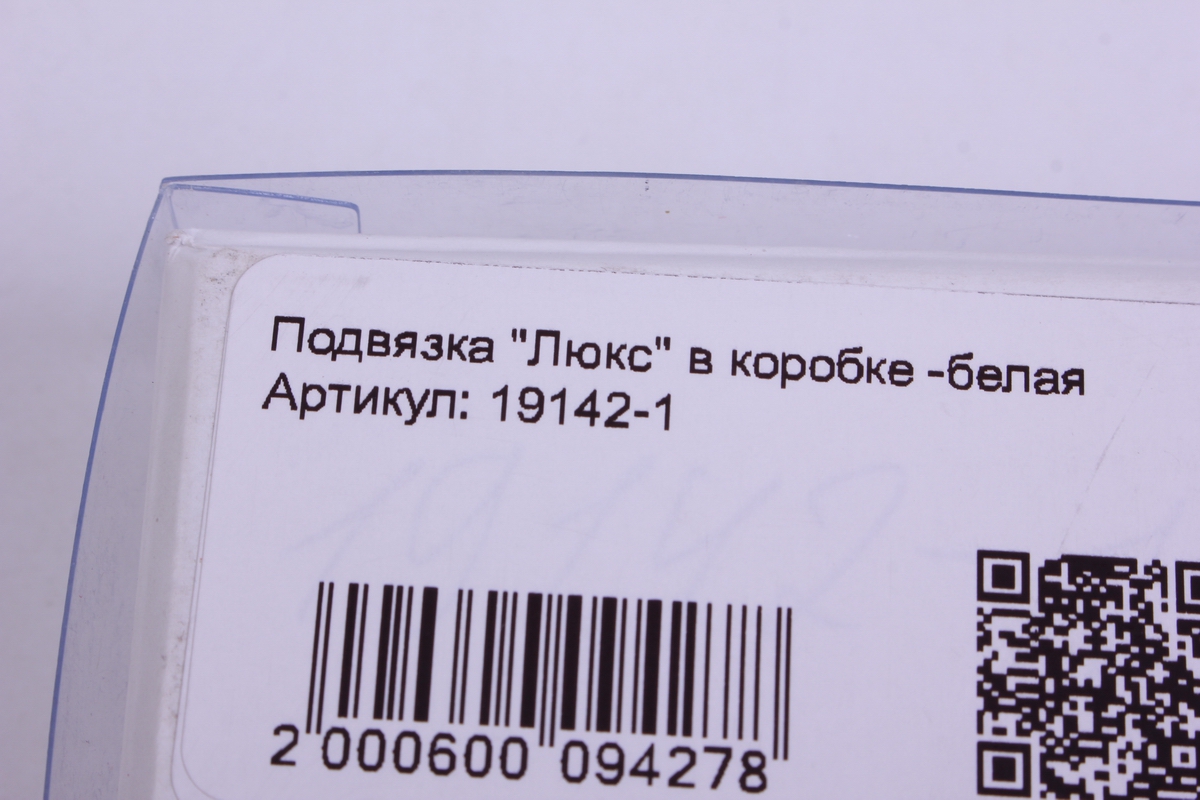 Подвязка "Люкс" в коробке -белая
Артикул: 19142-1
2 000600 094278